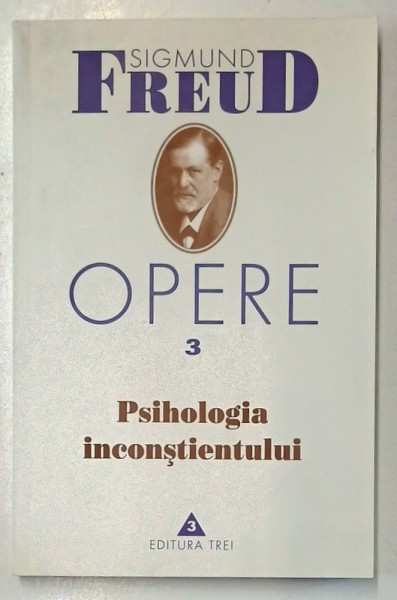 SIGMUND
FREUD
OPERE
3
Psihologia
inconştientului
3
EDITURA TREI